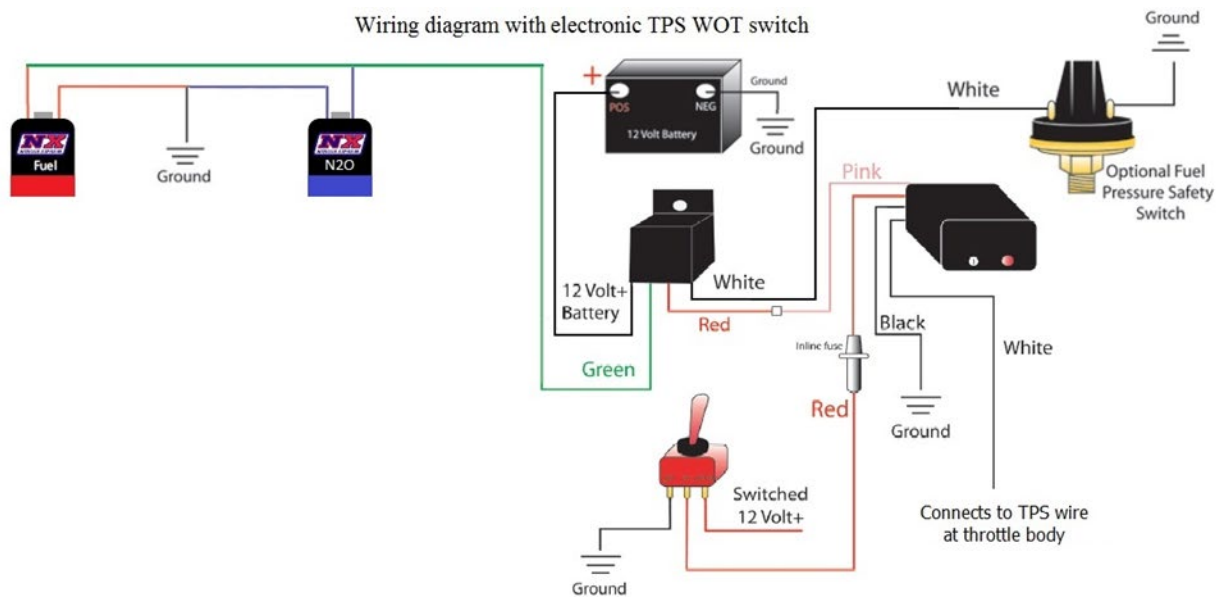 Wiring diagram with electronic TPS WOT switch
Ground
+
POS
NEG
Ground
12 Volt Battery
Ground
White
NX
Fuel
NX
N2O
Ground
Optional Fuel
Pressure Safety
Switch
Pink
12 Volt+
Battery
White
Red
Green
Inline fuse
Black
White
Red
Ground
Switched
12 Volt+
Connects to TPS wire
at throttle body
Ground